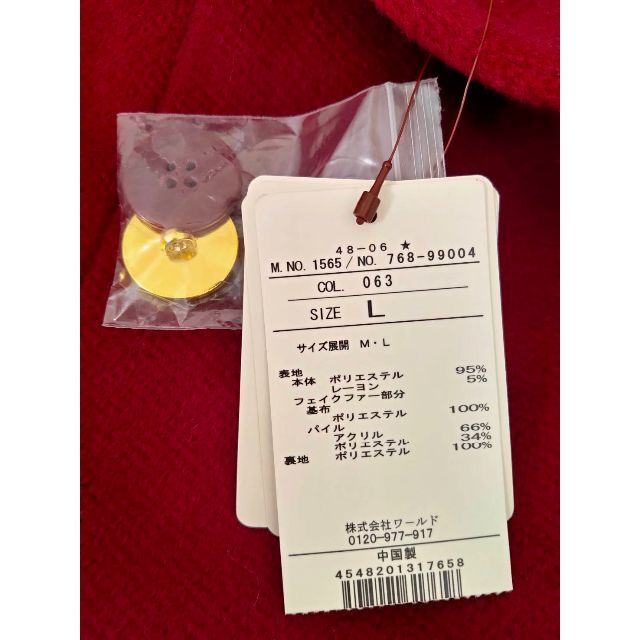 48-06 ★
M.NO.1565/NO. 768-99004
COL. 063
SIZE L
サイズ展開 M・L
表地
本体 ポリエステル 95%
レーヨン 5%
フェイクファー部分
基布
ポリエステル 100%
パイル
アクリル 66%
ポリエステル 34%
裏地 ポリエステル 100%
株式会社ワールド
0120-977-917
中国製
4548201317658